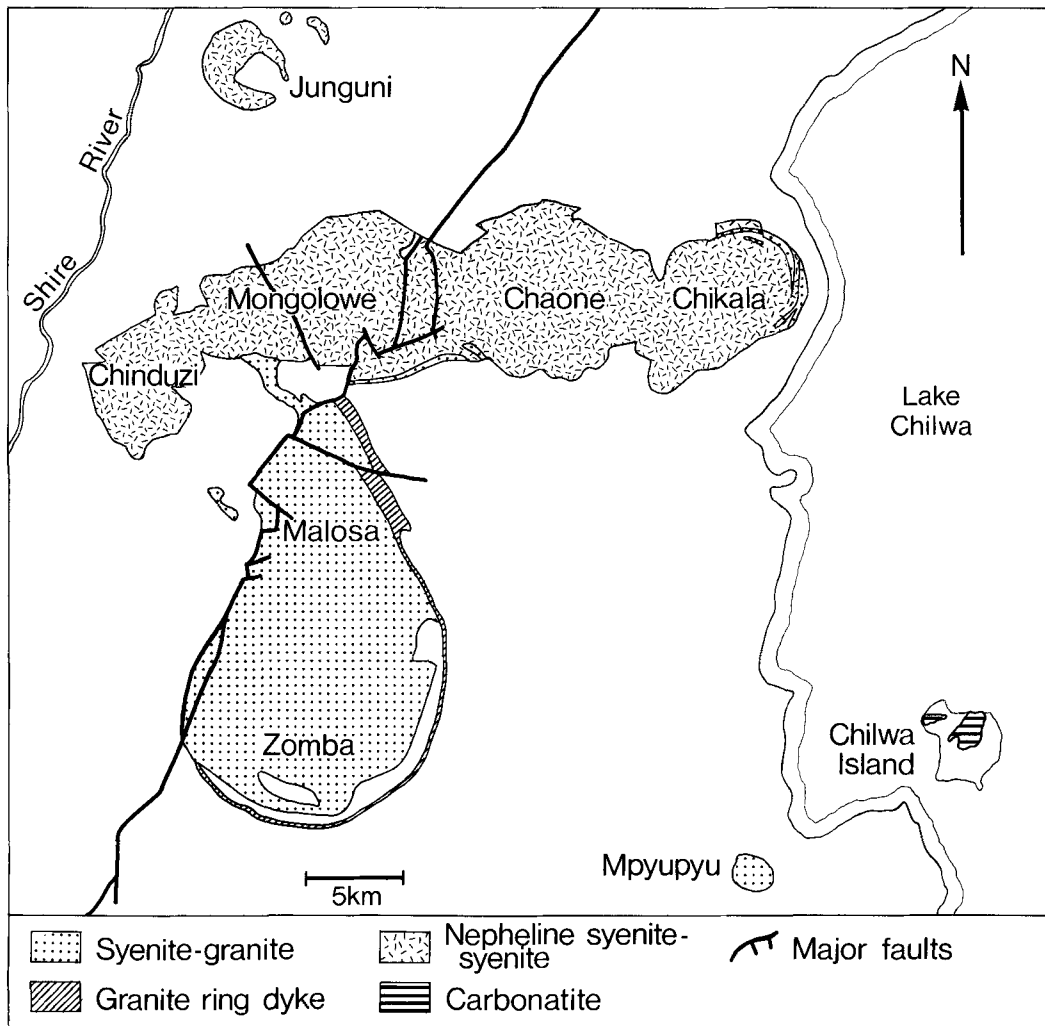 Junguni
N
Shire River
Mongolowe
Chaone
Chikala
Chinduzi
Lake
Chilwa
Malosa
Zomba
Chilwa
Island
Mpyupyu
5km
Syenite-granite
Nepheline syenite-
syenite
Major faults
Granite ring dyke
Carbonatite